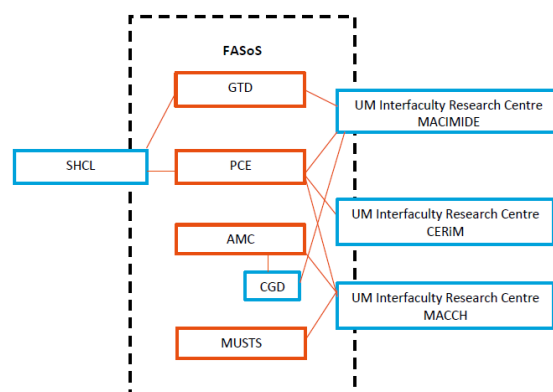 FASoS
GTD
UM Interfaculty Research Centre
MACIMIDE
SHCL
PCE
UM Interfaculty Research Centre
CERiM
AMC
CGD
UM Interfaculty Research Centre
MACCH
MUSTS